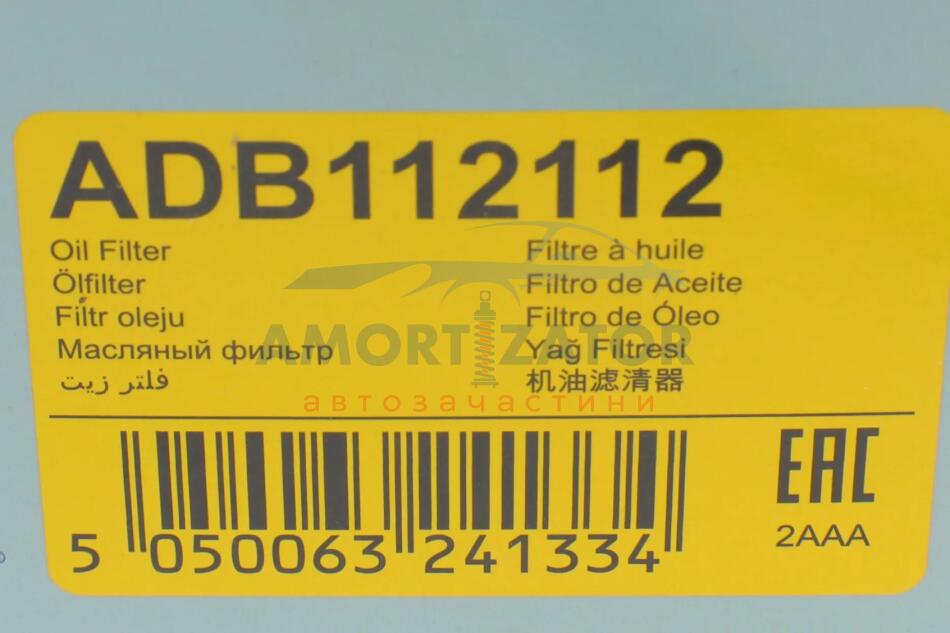 ADB112112
Oil Filter
Ölfilter
Filtr oleju
Масляный фильтр
فلتر زيت
Filtre à huile
Filtro de Aceite
Filtro de Óleo
Yag Filtresi
机油滤清器
AMORTIZATOR
автозачастини
5 050063 241334
EAC
2AAA